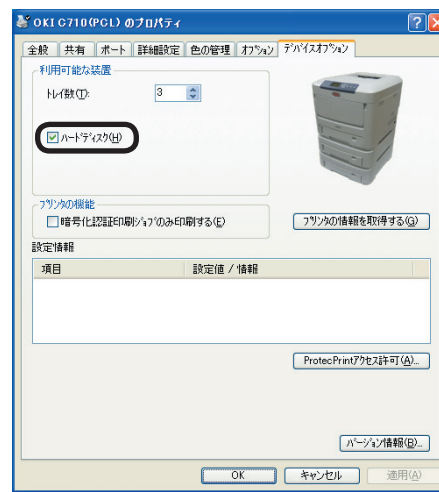 OKI C710(PCL) のプロパティ
全般 共有 ポート 詳細設定 色の管理 オプション デバイスオプション
利用可能な装置
トレイ数(T): 3
ハードディスク(H)
プリンタの機能
暗号化認証印刷ジョブのみ印刷する(E)
プリンタの情報を取得する(G)
設定情報
項目 設定値 / 情報
ProtecPrintアクセス許可(A)...
バージョン情報(B)...
OK キャンセル 適用(A)